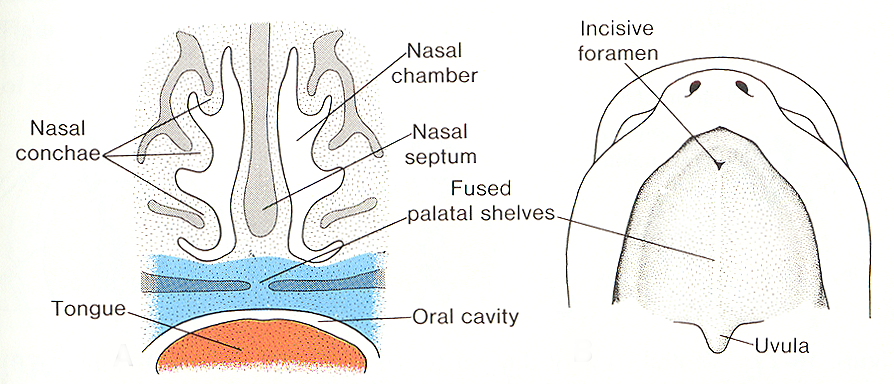 Nasal
chamber
Nasal
conchae
Nasal
septum
Fused
palatal shelves
Tongue
Oral cavity
A
Incisive
foramen
Uvula
B